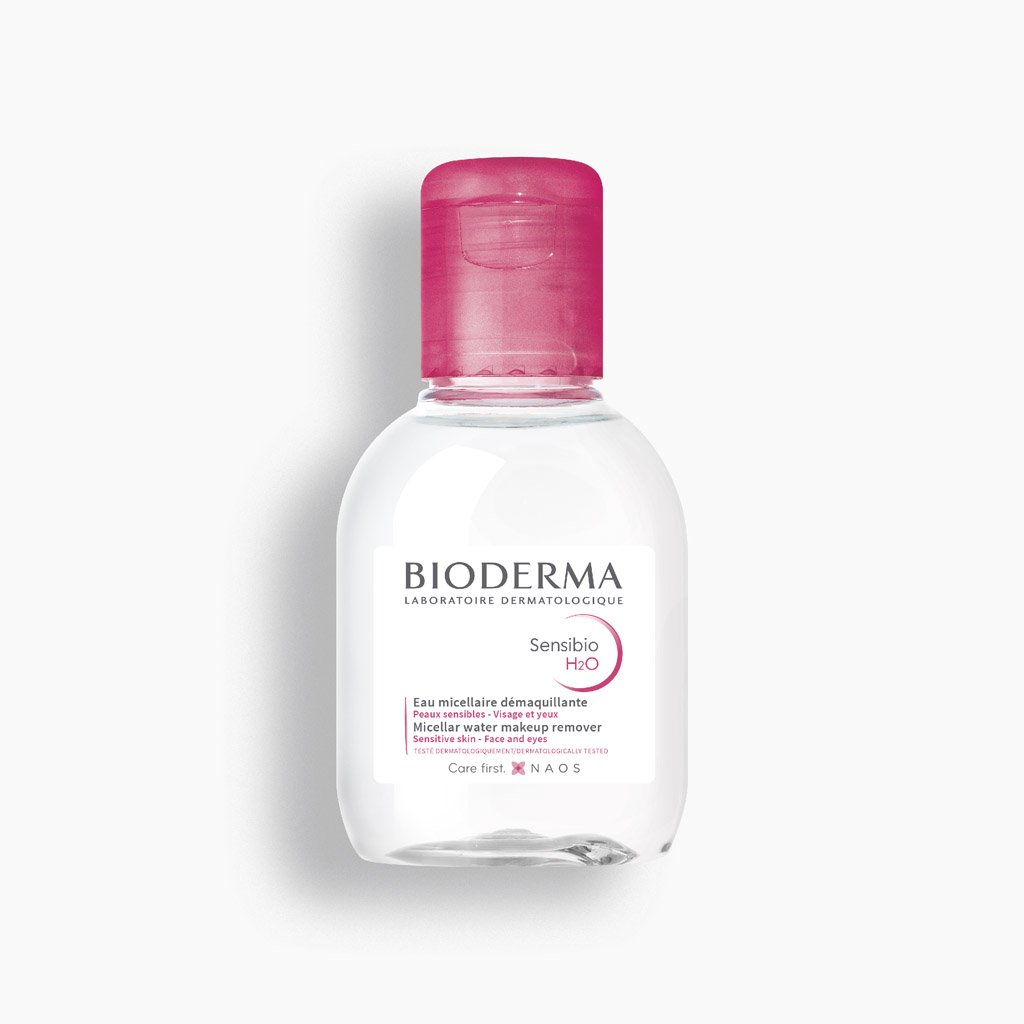 BIODERMA
LABORATOIRE DERMATOLOGIQUE
Sensibio
H2O
Eau micellaire démaquillante
Peaux sensibles - Visage et yeux
Micellar water makeup remover
Sensitive skin - Face and eyes
TESTÉ DERMATOLOGIQUEMENT/DERMATOLOGICALLY TESTED
Care first. NAOS